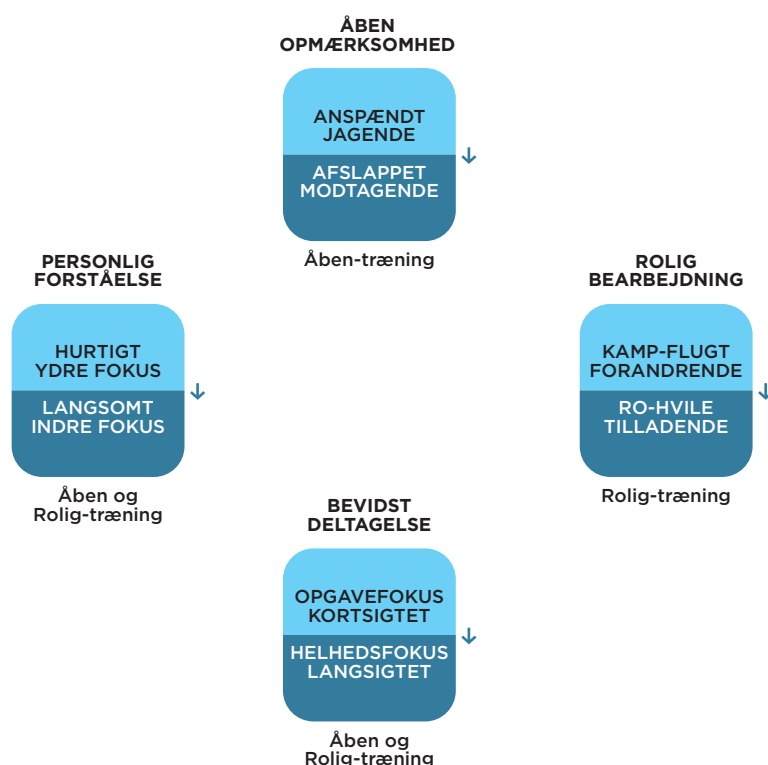 ÅBEN
OPMÆRKSOMHED
ANSPÆNDT
JAGENDE
AFSLAPPET
MODTAGENDE
Åben-træning
PERSONLIG
FORSTÅELSE
HURTIGT
YDRE FOKUS
LANGSOMT
INDRE FOKUS
Åben og
Rolig-træning
ROLIG
BEARBEJDNING
KAMP-FLUGT
FORANDRENDE
RO-HVILE
TILLADENDE
Rolig-træning
BEVIDST
DELTAGELSE
OPGAVEFOKUS
KORTSIGTET
HELHEDSFOKUS
LANGSIGTET
Åben og
Rolig-træning